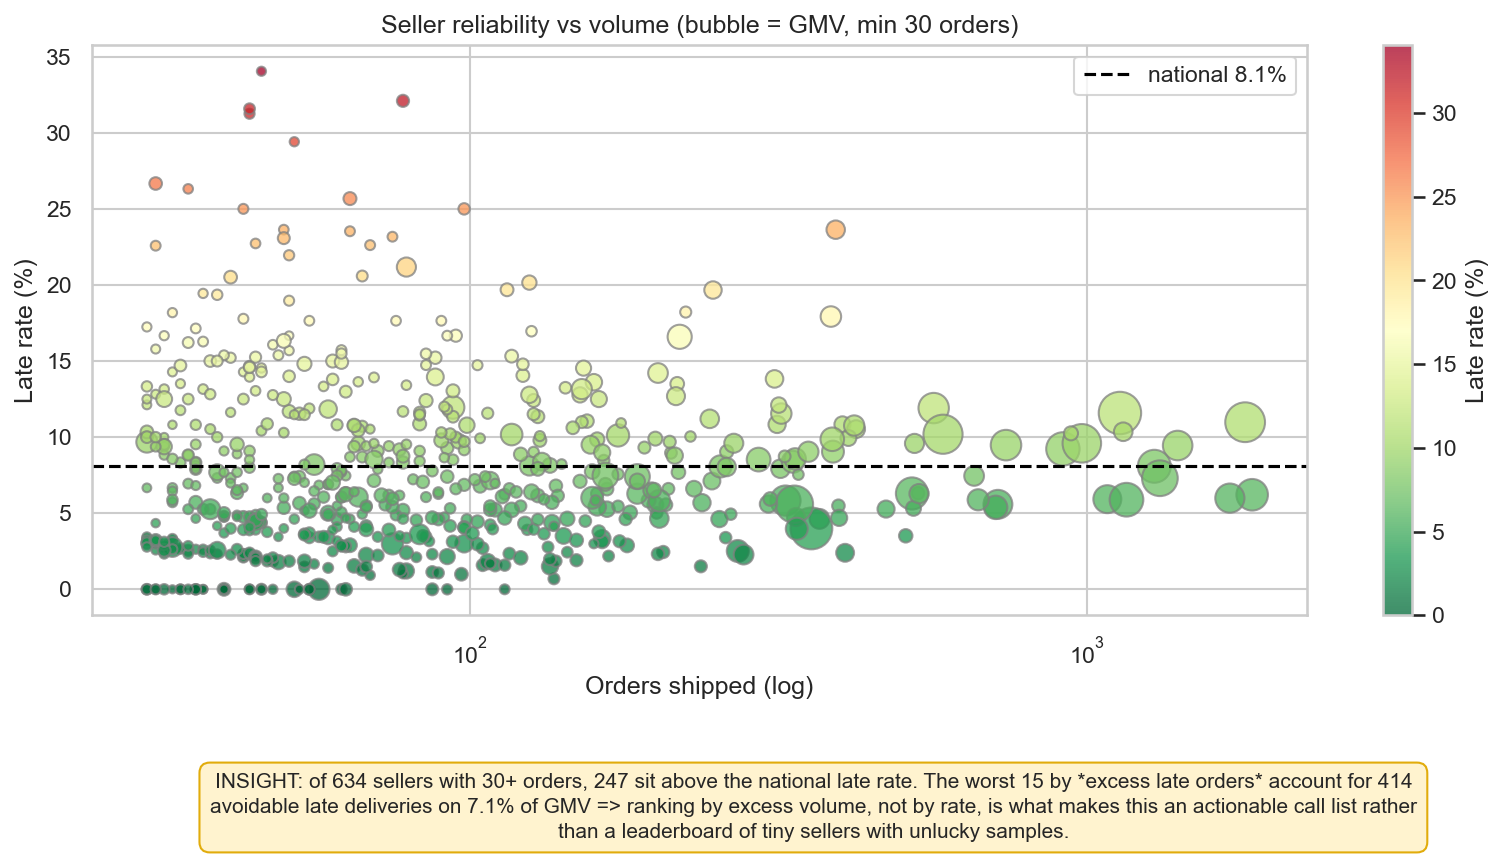 Seller reliability vs volume (bubble = GMV, min 30 orders)
national 8.1%
Late rate (%)
35
30
25
20
15
10
5
0
10²
10³
Orders shipped (log)
30
25
20
15
10
5
0
Late rate (%)
INSIGHT: of 634 sellers with 30+ orders, 247 sit above the national late rate. The worst 15 by *excess late orders* account for 414
avoidable late deliveries on 7.1% of GMV => ranking by excess volume, not by rate, is what makes this an actionable call list rather
than a leaderboard of tiny sellers with unlucky samples.